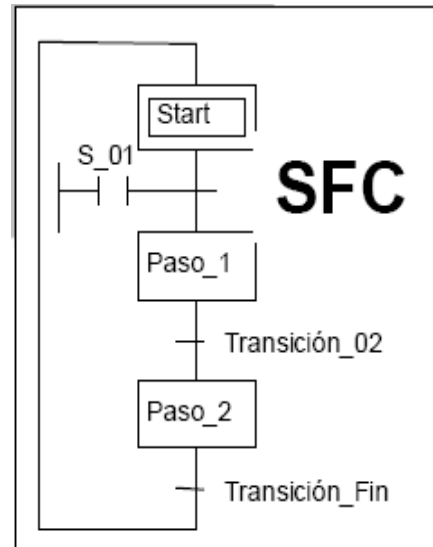 Start
S_01
SFC
Paso_1
Transición_02
Paso_2
Transición_Fin